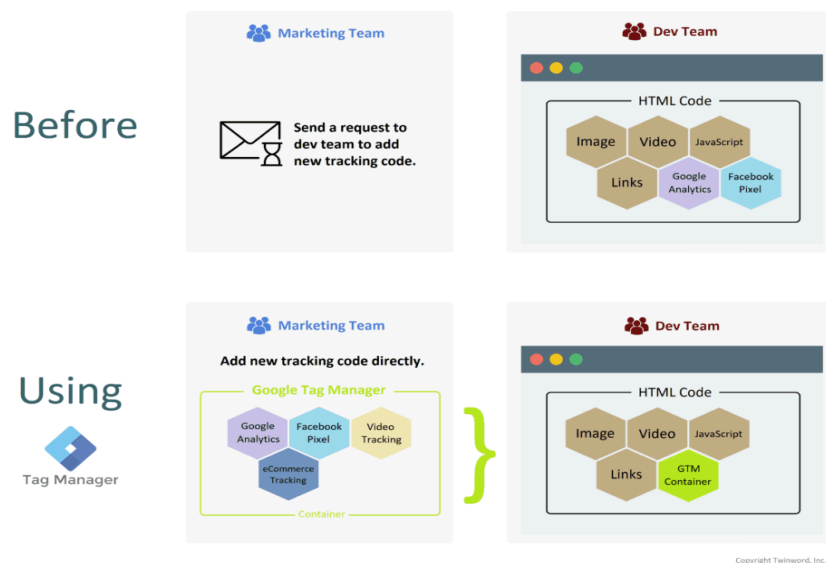 Before
Marketing Team
Send a request to
dev team to add
new tracking code.
Dev Team
HTML Code
Image
Video
JavaScript
Links
Google
Analytics
Facebook
Pixel
Using
Tag Manager
Marketing Team
Add new tracking code directly.
Google Tag Manager
Google
Analytics
Facebook
Pixel
Video
Tracking
eCommerce
Tracking
Container
Dev Team
HTML Code
Image
Video
JavaScript
Links
GTM
Container
Copyright Twinword, Inc.